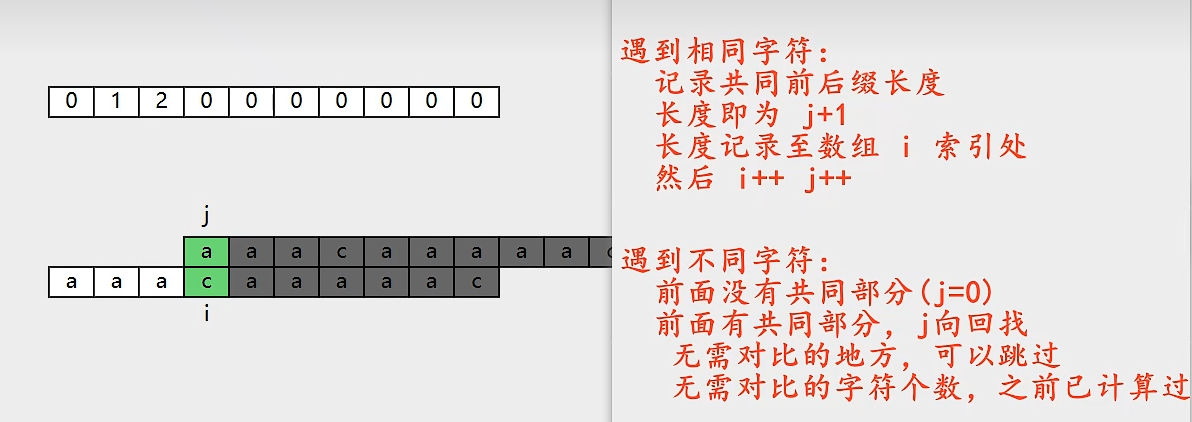 0 1 2 0 0 0 0 0 0 0
j
a a a c a a a a a c
a a a c a a a a a c
i
遇到相同字符:
记录共同前后缀长度
长度即为 j+1
长度记录至数组 i 索引处
然后 i++ j++
遇到不同字符:
前面没有共同部分(j=0)
前面有共同部分, j向回找
无需对比的地方, 可以跳过
无需对比的字符个数, 之前已计算过